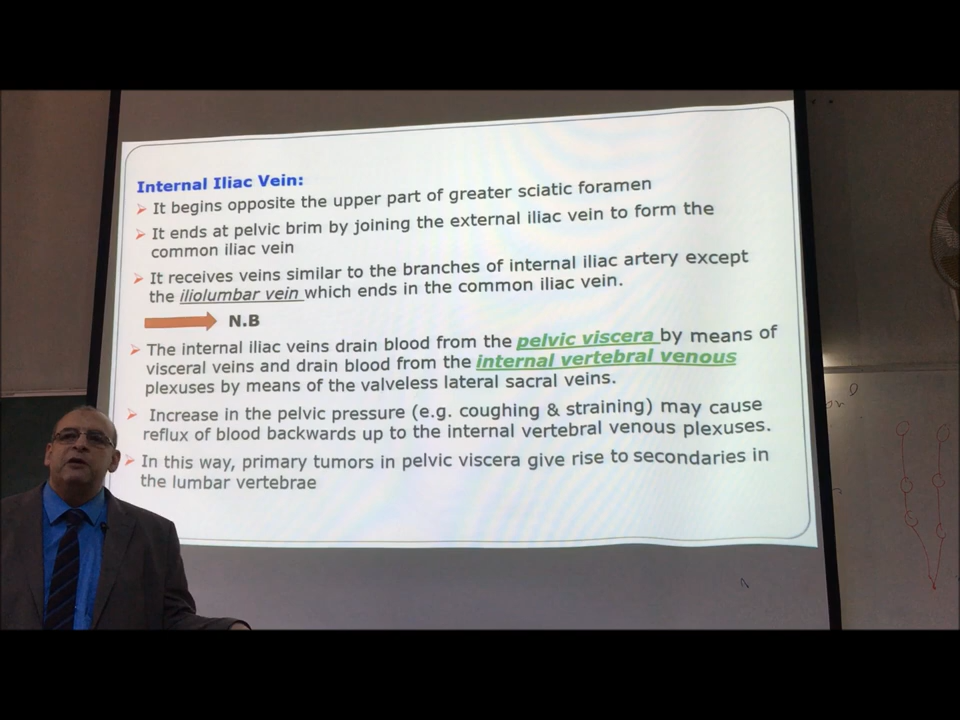 Internal Iliac Vein:
➢ It begins opposite the upper part of greater sciatic foramen
➢ It ends at pelvic brim by joining the external iliac vein to form the
common iliac vein
➢ It receives veins similar to the branches of internal iliac artery except
the iliolumbar vein which ends in the common iliac vein.
N.B
➢ The internal iliac veins drain blood from the pelvic viscera by means of
visceral veins and drain blood from the internal vertebral venous
plexuses by means of the valveless lateral sacral veins.
➢ Increase in the pelvic pressure (e.g. coughing & straining) may cause
reflux of blood backwards up to the internal vertebral venous plexuses.
➢ In this way, primary tumors in pelvic viscera give rise to secondaries in
the lumbar vertebrae